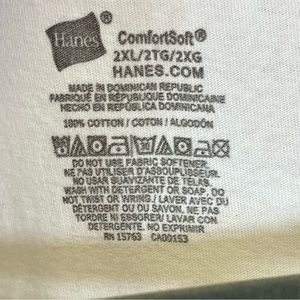 Hanes
ComfortSoft®
2XL/2TG/2XG
HANES.COM
MADE IN DOMINICAN REPUBLIC
FABRIQUÉ EN RÉPUBLIQUE DOMINICAINE
HECHO EN REPÚBLICA DOMINICANA
100% COTTON / COTON / ALGODÓN
DO NOT USE FABRIC SOFTENER.
NE PAS UTILISER D'ASSOUPLISSEUR.
NO USAR SUAVIZANTE DE TELAS.
WASH WITH DETERGENT OR SOAP. DO
NOT TWIST OR WRING./ LAVER AVEC DU
DÉTERGENT OU DU SAVON. NE PAS
TORDRE NI ESSORER/ LAVAR CON
DETERGENTE. NO EXPRIMIR
RN 15763 CA00153